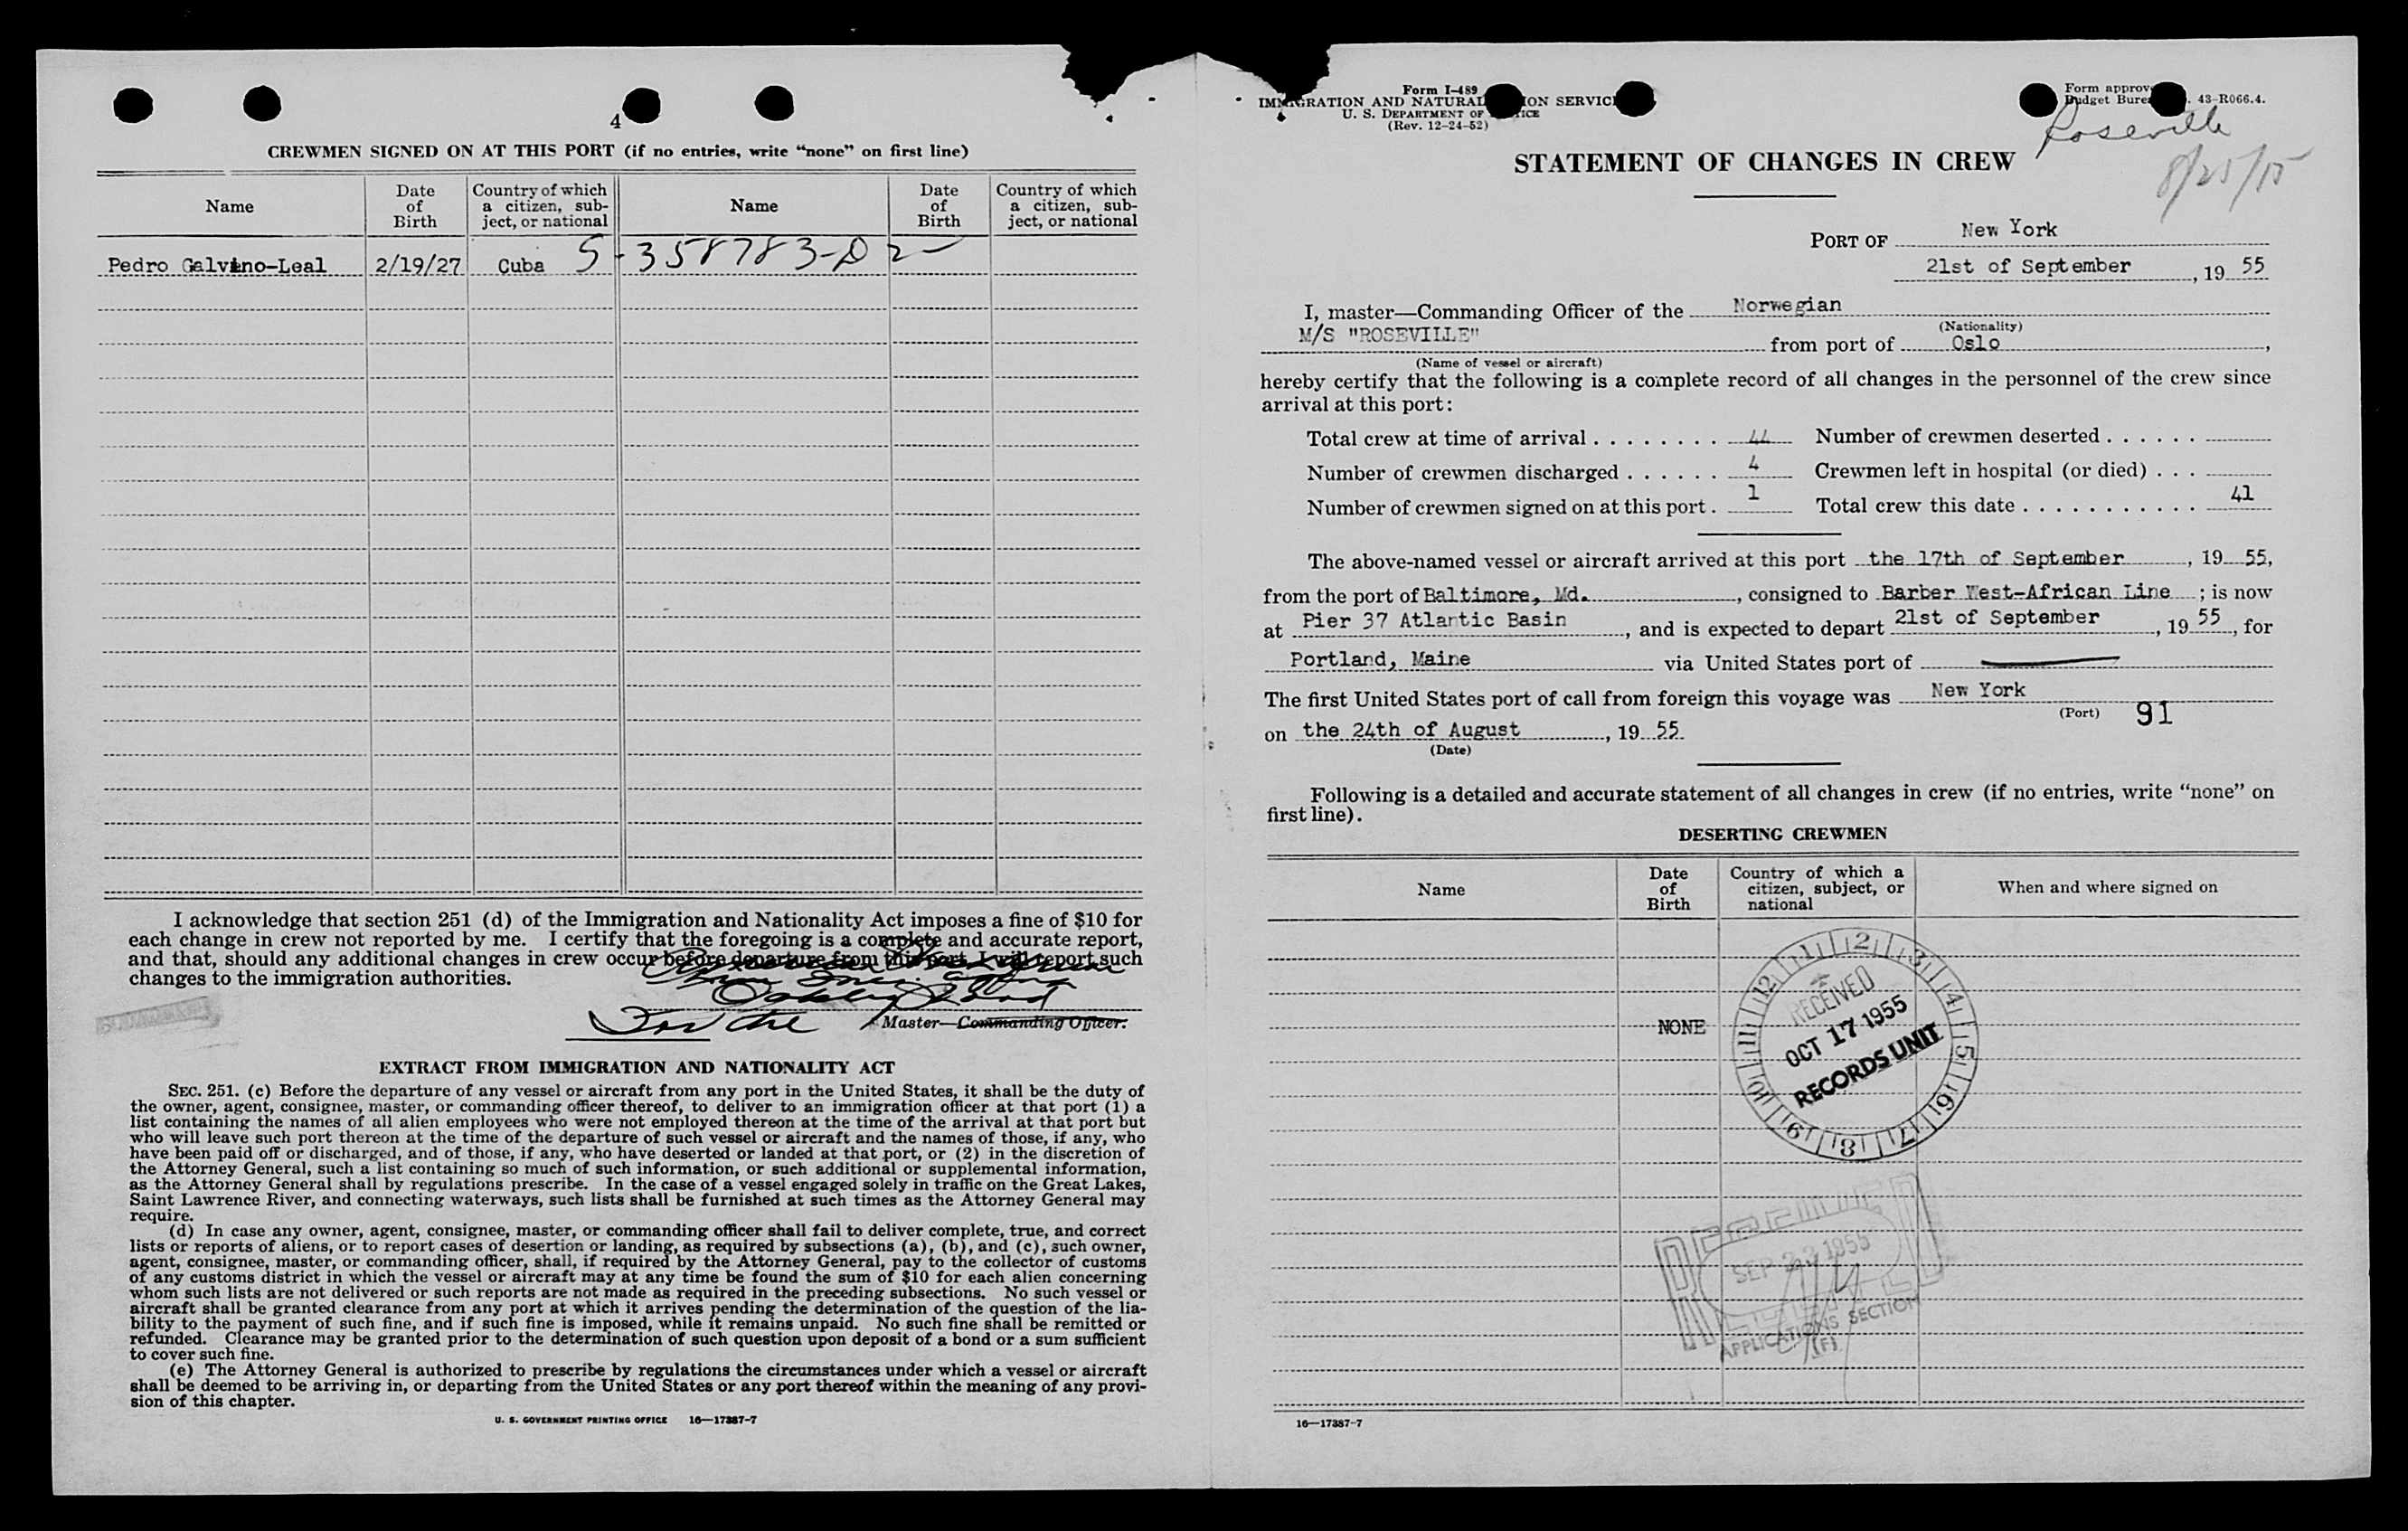 4
CREWMEN SIGNED ON AT THIS PORT (if no entries, write “none” on first line)
Name
Date of Birth
Country of which a citizen, subject, or national
Name
Date of Birth
Country of which a citizen, subject, or national
Pedro Galvino-Leal 2/19/27 Cuba S-358783-D 2-
I acknowledge that section 251 (d) of the Immigration and Nationality Act imposes a fine of $10 for
each change in crew not reported by me. I certify that the foregoing is a complete and accurate report,
and that, should any additional changes in crew occur before departure from this port, I will report such
changes to the immigration authorities.
For the Master—Commanding Officer.
EXTRACT FROM IMMIGRATION AND NATIONALITY ACT
SEC. 251. (c) Before the departure of any vessel or aircraft from any port in the United States, it shall be the duty of
the owner, agent, consignee, master, or commanding officer thereof, to deliver to an immigration officer at that port (1) a
list containing the names of all alien employees who were not employed thereon at the time of the arrival at that port but
who will leave such port thereon at the time of the departure of such vessel or aircraft and the names of those, if any, who
have been paid off or discharged, and of those, if any, who have deserted or landed at that port, or (2) in the discretion of
the Attorney General, such a list containing so much of such information, or such additional or supplemental information,
as the Attorney General shall by regulations prescribe. In the case of a vessel engaged solely in traffic on the Great Lakes,
Saint Lawrence River, and connecting waterways, such lists shall be furnished at such times as the Attorney General may
require.
(d) In case any owner, agent, consignee, master, or commanding officer shall fail to deliver complete, true, and correct
lists or reports of aliens, or to report cases of desertion or landing, as required by subsections (a), (b), and (c), such owner,
agent, consignee, master, or commanding officer, shall, if required by the Attorney General, pay to the collector of customs
of any customs district in which the vessel or aircraft may at any time be found the sum of $10 for each alien concerning
whom such lists are not delivered or such reports are not made as required in the preceding subsections. No such vessel or
aircraft shall be granted clearance from any port at which it arrives pending the determination of the question of the lia-
bility to the payment of such fine, and if such fine is imposed, while it remains unpaid. No such fine shall be remitted or
refunded. Clearance may be granted prior to the determination of such question upon deposit of a bond or a sum sufficient
to cover such fine.
(e) The Attorney General is authorized to prescribe by regulations the circumstances under which a vessel or aircraft
shall be deemed to be arriving in, or departing from the United States or any port thereof within the meaning of any provi-
sion of this chapter.
U. S. GOVERNMENT PRINTING OFFICE 16—17387-7
Form I-489
IMMIGRATION AND NATURAL ION SERVIC
U. S. DEPARTMENT OF TICE
(Rev. 12-24-52)
Form approv
Budget Bure . 43-R066.4.
Roseville
8/25/15
STATEMENT OF CHANGES IN CREW
PORT OF New York
21st of September, 19 55
I, master—Commanding Officer of the Norwegian
(Nationality)
M/S "ROSEVILLE" from port of Oslo,
(Name of vessel or aircraft)
hereby certify that the following is a complete record of all changes in the personnel of the crew since
arrival at this port:
Total crew at time of arrival . . . . . . . . 44 Number of crewmen deserted . . . . . .
Number of crewmen discharged . . . . . . 4 Crewmen left in hospital (or died) . . .
Number of crewmen signed on at this port . 1 Total crew this date . . . . . . . . . . . 41
The above-named vessel or aircraft arrived at this port the 17th of September, 19 55,
from the port of Baltimore, Md., consigned to Barber West-African Line ; is now
at Pier 37 Atlantic Basin, and is expected to depart 21st of September, 19 55, for
Portland, Maine via United States port of
The first United States port of call from foreign this voyage was New York
(Port) 91
on the 24th of August, 19 55.
(Date)
Following is a detailed and accurate statement of all changes in crew (if no entries, write “none” on
first line).
DESERTING CREWMEN
Name
Date of Birth
Country of which a citizen, subject, or national
When and where signed on
NONE
12 1 2 3 4 5 6 7 8 9 10 11
RECEIVED
OCT 17 1955
RECORDS UNIT
SEP 22 1955
APPLICATIONS SECTION
(F)
16—17387-7